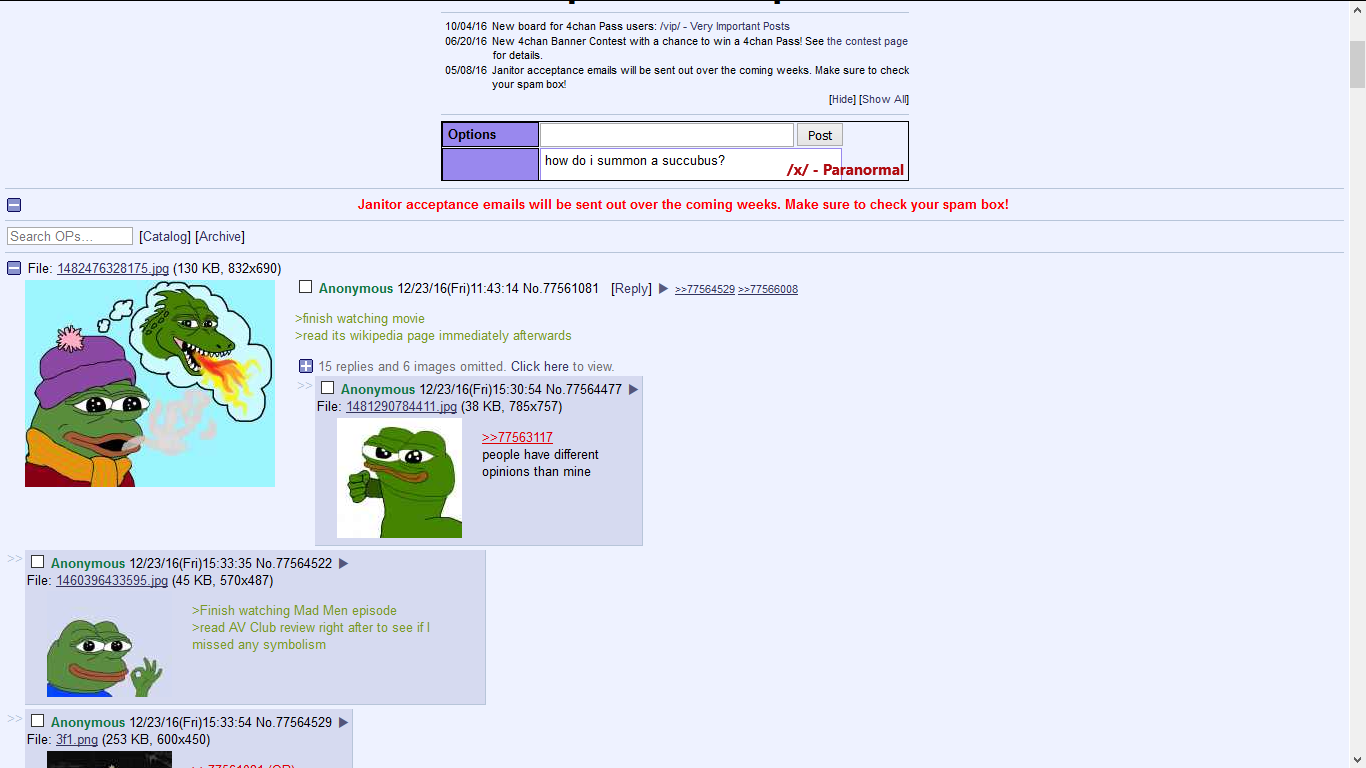 10/04/16 New board for 4chan Pass users: /vip/ - Very Important Posts
06/20/16 New 4chan Banner Contest with a chance to win a 4chan Pass! See the contest page
for details.
05/08/16 Janitor acceptance emails will be sent out over the coming weeks. Make sure to check
your spam box!
[Hide] [Show All]
Options
Post
how do i summon a succubus?
/x/ - Paranormal
Janitor acceptance emails will be sent out over the coming weeks. Make sure to check your spam box!
Search OPs...
[Catalog] [Archive]
File: 1482476328175.jpg (130 KB, 832x690)
Anonymous 12/23/16(Fri)11:43:14 No.77561081 [Reply] ▶ >>77564529 >>77566008
>finish watching movie
>read its wikipedia page immediately afterwards
15 replies and 6 images omitted. Click here to view.
>> Anonymous 12/23/16(Fri)15:30:54 No.77564477 ▶
File: 1481290784411.jpg (38 KB, 785x757)
>>77563117
people have different
opinions than mine
>> Anonymous 12/23/16(Fri)15:33:35 No.77564522 ▶
File: 1460396433595.jpg (45 KB, 570x487)
>Finish watching Mad Men episode
>read AV Club review right after to see if I
missed any symbolism
>> Anonymous 12/23/16(Fri)15:33:54 No.77564529 ▶
File: 3f1.png (253 KB, 600x450)
>>77561081 (OP)